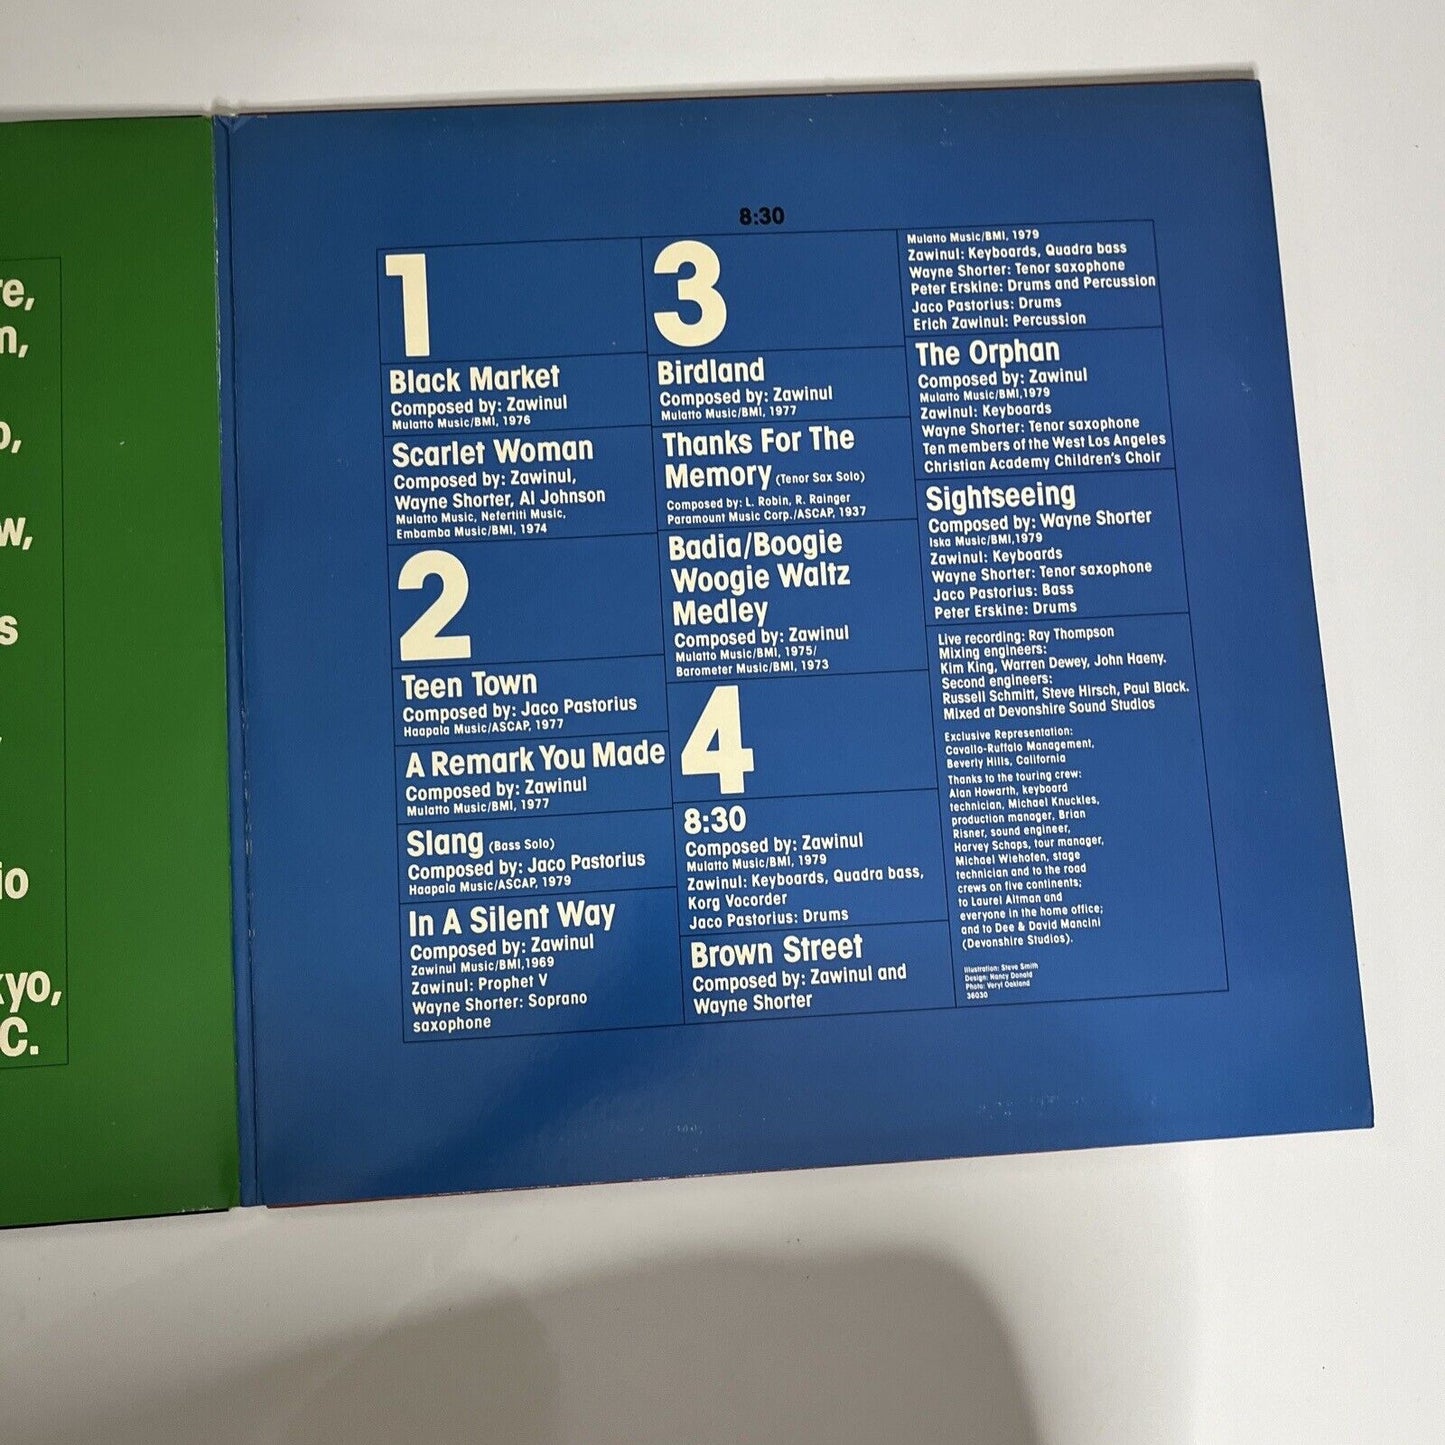 re,
m,
o,
w,
s
,
io
kyo,
C.
8:30
1
Black Market
Composed by: Zawinul
Mulatto Music/BMI, 1976
Scarlet Woman
Composed by: Zawinul,
Wayne Shorter, Al Johnson
Mulatto Music, Nefertiti Music,
Embamba Music/BMI, 1974
2
Teen Town
Composed by: Jaco Pastorius
Haapala Music/ASCAP, 1977
A Remark You Made
Composed by: Zawinul
Mulatto Music/BMI, 1977
Slang (Bass Solo)
Composed by: Jaco Pastorius
Haapala Music/ASCAP, 1979
In A Silent Way
Composed by: Zawinul
Zawinul Music/BMI,1969
Zawinul: Prophet V
Wayne Shorter: Soprano
saxophone
3
Birdland
Composed by: Zawinul
Mulatto Music/BMI, 1977
Thanks For The
Memory (Tenor Sax Solo)
Composed by: L. Robin, R. Rainger
Paramount Music Corp./ASCAP, 1937
Badia/Boogie
Woogie Waltz
Medley
Composed by: Zawinul
Mulatto Music/BMI, 1975/
Barometer Music/BMI, 1973
4
8:30
Composed by: Zawinul
Mulatto Music/BMI, 1979
Zawinul: Keyboards, Quadra bass,
Korg Vocorder
Jaco Pastorius: Drums
Brown Street
Composed by: Zawinul and
Wayne Shorter
Mulatto Music/BMI, 1979
Zawinul: Keyboards, Quadra bass
Wayne Shorter: Tenor saxophone
Peter Erskine: Drums and Percussion
Jaco Pastorius: Drums
Erich Zawinul: Percussion
The Orphan
Composed by: Zawinul
Mulatto Music/BMI,1979
Zawinul: Keyboards
Wayne Shorter: Tenor saxophone
Ten members of the West Los Angeles
Christian Academy Children's Choir
Sightseeing
Composed by: Wayne Shorter
Iska Music/BMI,1979
Zawinul: Keyboards
Wayne Shorter: Tenor saxophone
Jaco Pastorius: Bass
Peter Erskine: Drums
Live recording: Ray Thompson
Mixing engineers:
Kim King, Warren Dewey, John Haeny.
Second engineers:
Russell Schmitt, Steve Hirsch, Paul Black.
Mixed at Devonshire Sound Studios
Exclusive Representation:
Cavallo-Ruffalo Management,
Beverly Hills, California
Thanks to the touring crew:
Alan Howarth, keyboard
technician, Michael Knuckles,
production manager, Brian
Risner, sound engineer,
Harvey Schaps, tour manager,
Michael Wiehofen, stage
technician and to the road
crews on five continents;
to Laurel Altman and
everyone in the home office;
and to Dee & David Mancini
(Devonshire Studios).
Illustration: Steve Smith
Design: Nancy Donald
Photo: Veryl Oakland
36030